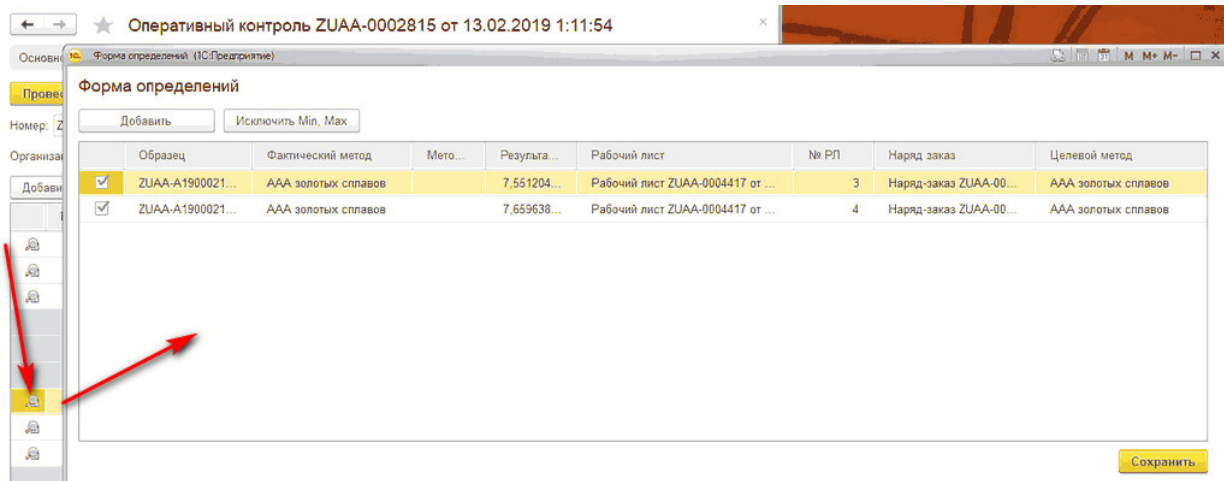 Оперативный контроль ZUAA-0002815 от 13.02.2019 1:11:54
Форма определений (1С:Предприятие)
M M+ M-
Форма определений
Добавить Исключить Min, Max
Номер:
Образец Фактический метод Мето... Результа... Рабочий лист № РЛ Наряд заказ Целевой метод
ZUAA-A1900021... ААА золотых сплавов 7,551204... Рабочий лист ZUAA-0004417 от ... 3 Наряд-заказ ZUAA-00... ААА золотых сплавов
ZUAA-A1900021... ААА золотых сплавов 7,659638... Рабочий лист ZUAA-0004417 от ... 4 Наряд-заказ ZUAA-00... ААА золотых сплавов
Сохранить